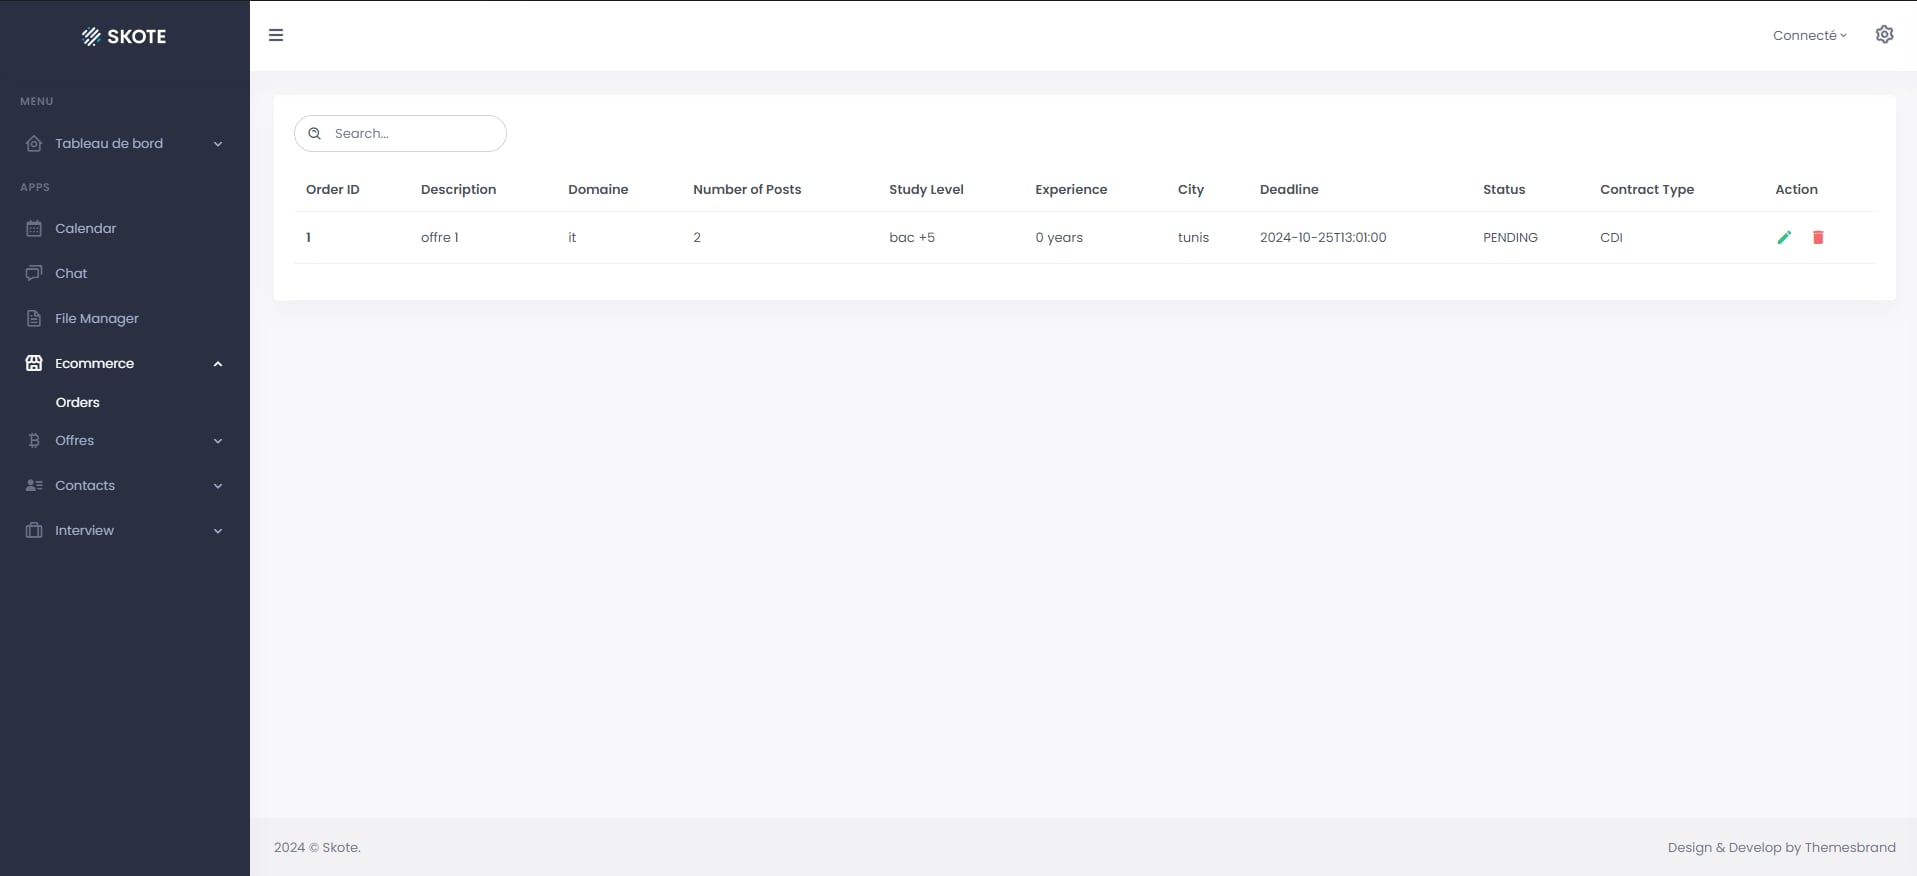 SKOTE
Connecté
MENU
Tableau de bord
APPS
Calendar
Chat
File Manager
Ecommerce
Orders
Offres
Contacts
Interview
Search...
Order ID Description Domaine Number of Posts Study Level Experience City Deadline Status Contract Type Action
1 offre 1 it 2 bac +5 0 years tunis 2024-10-25T13:01:00 PENDING CDI
2024 © Skote. Design & Develop by Themesbrand